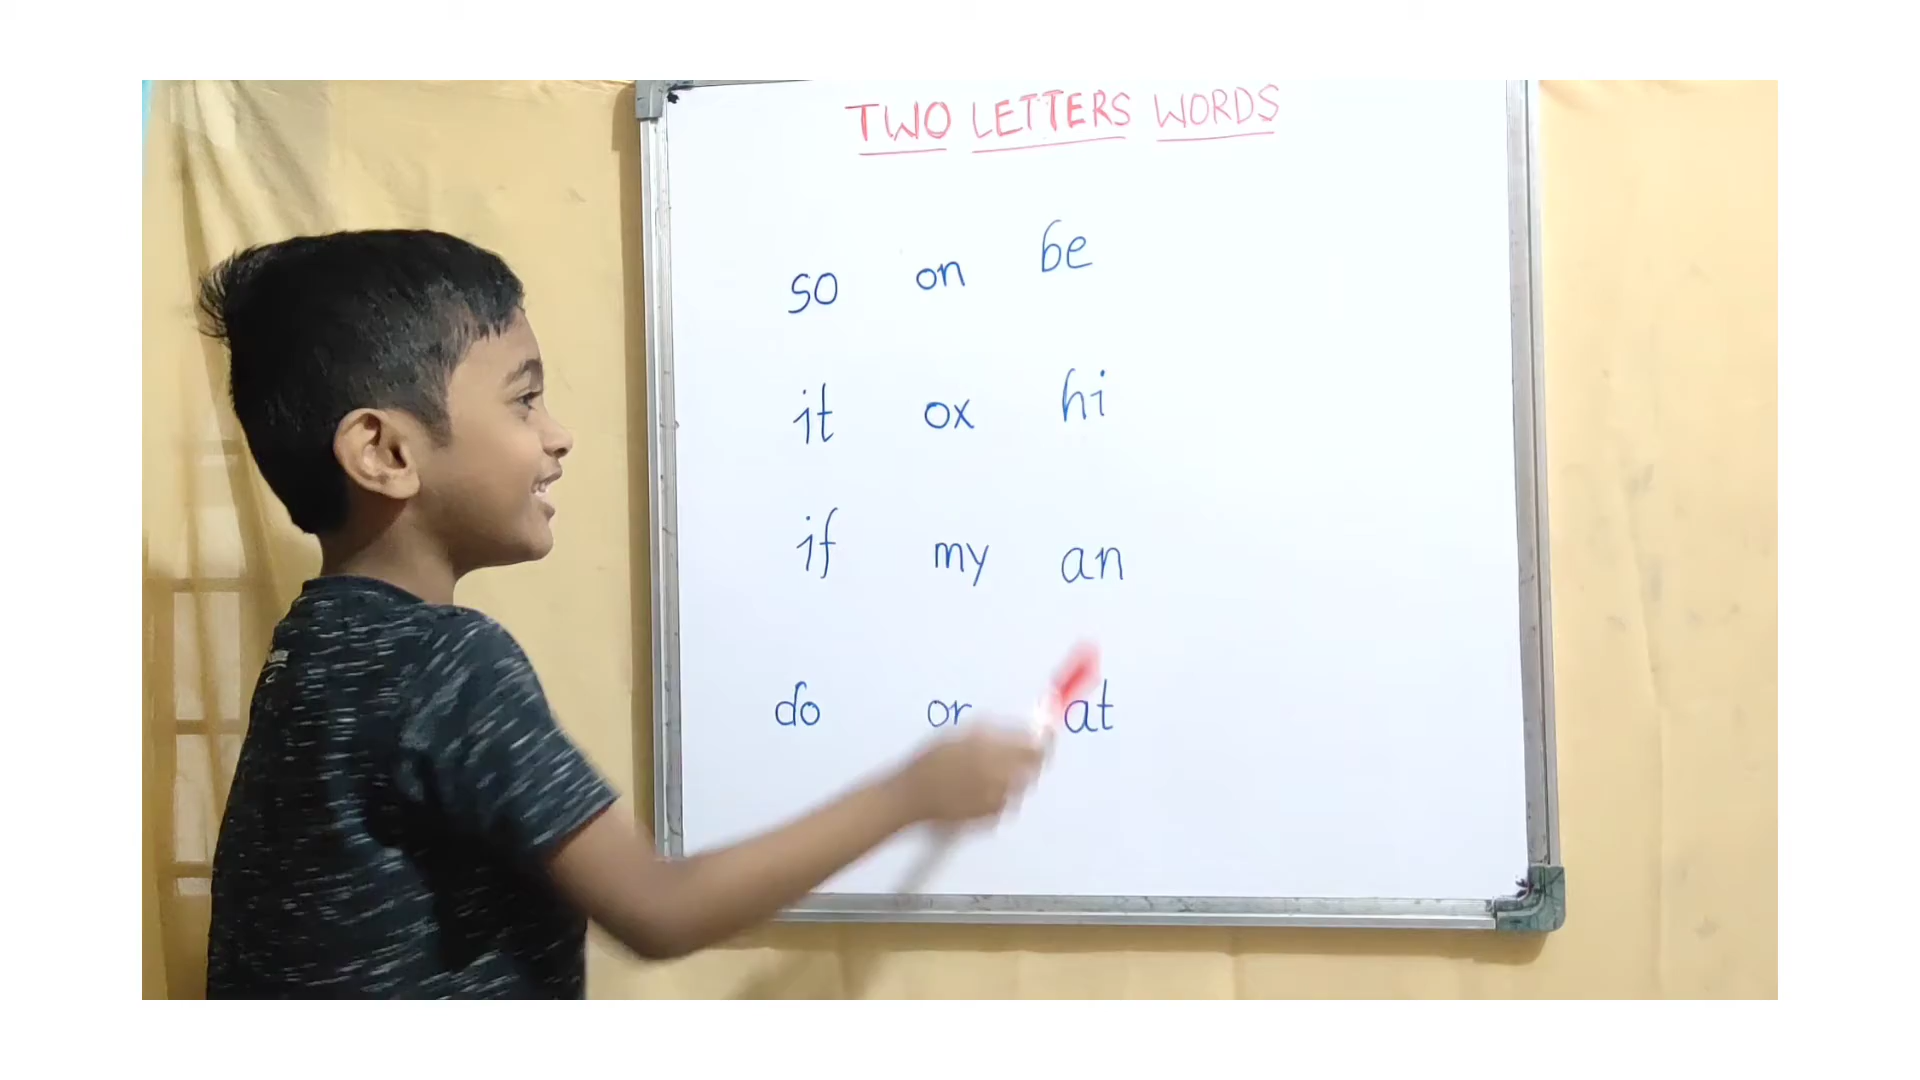 TWO LETTERS WORDS
so on be
it ox hi
if my an
do or at